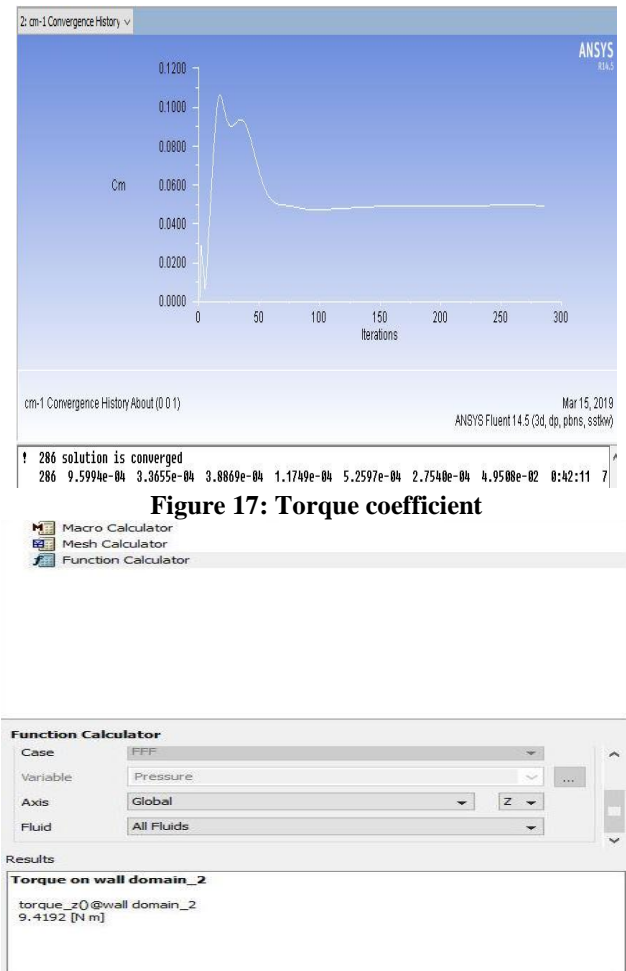 2: cm-1 Convergence History
ANSYS
R14.5
0.1200
0.1000
0.0800
Cm
0.0600
0.0400
0.0200
0.0000
0 50 100 150 200 250 300
Iterations
cm-1 Convergence History About (0 0 1)
Mar 15, 2019
ANSYS Fluent 14.5 (3d, dp, pbns, sstkw)
! 286 solution is converged
286 9.5994e-04 3.3655e-04 3.8869e-04 1.1749e-04 5.2597e-04 2.7540e-04 4.9508e-02 0:42:11 7
Figure 17: Torque coefficient
Macro Calculator
Mesh Calculator
Function Calculator
Function Calculator
Case FFF
Variable Pressure ...
Axis Global Z
Fluid All Fluids
Results
Torque on wall domain_2
torque_z()@wall domain_2
9.4192 [N m]